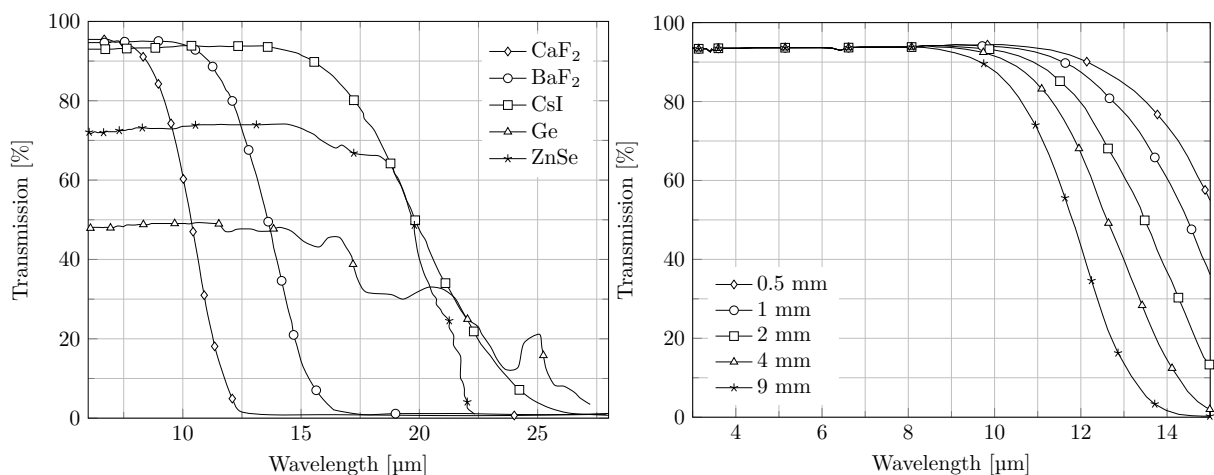 100
80
60
40
20
0
Transmission [%]
10
15
20
25
Wavelength [µm]
CaF2
BaF2
CsI
Ge
ZnSe
100
80
60
40
20
0
Transmission [%]
4
6
8
10
12
14
Wavelength [µm]
0.5 mm
1 mm
2 mm
4 mm
9 mm